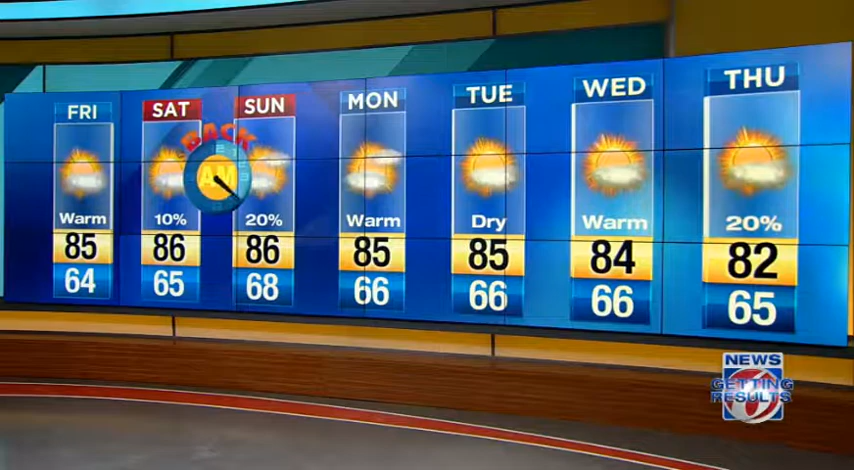 FRI SAT SUN MON TUE WED THU
BACK
AM
Warm 10% 20% Warm Dry Warm 20%
85 86 86 85 85 84 82
64 65 68 66 66 66 65
NEWS
6
GETTING
RESULTS